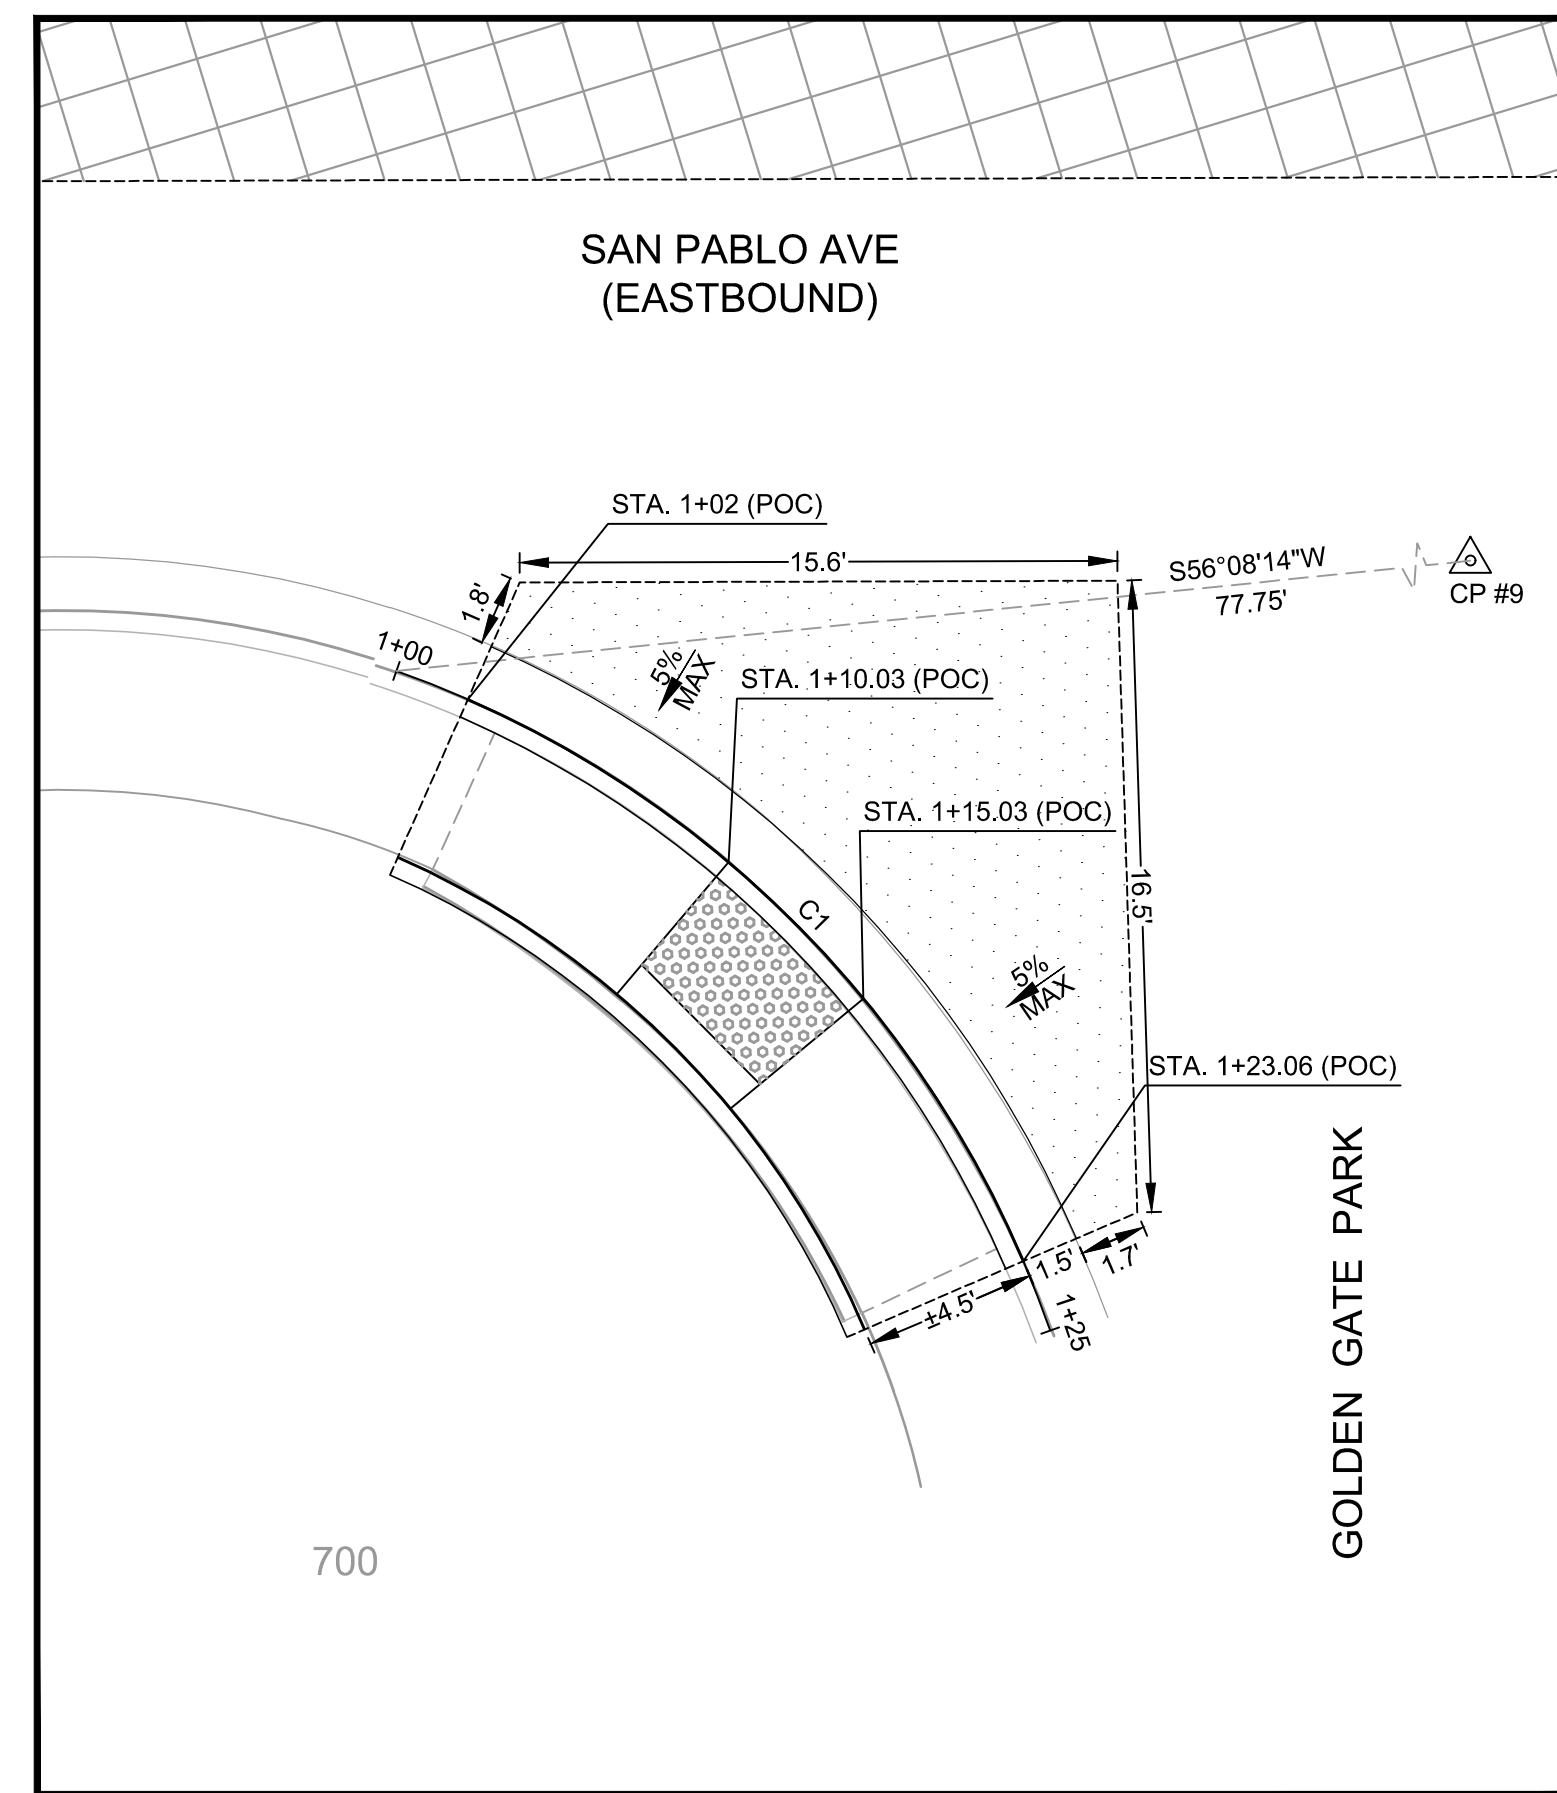 SAN PABLO AVE
(EASTBOUND)
STA. 1+02 (POC)
15.6'
S56°08'14"W
77.75'
CP #9
1.8'
1+00
5%
MAX
STA. 1+10.03 (POC)
STA. 1+15.03 (POC)
16.5'
C1
5%
MAX
STA. 1+23.06 (POC)
1.5'
1.7'
±4.5'
1+25
GOLDEN GATE PARK
700